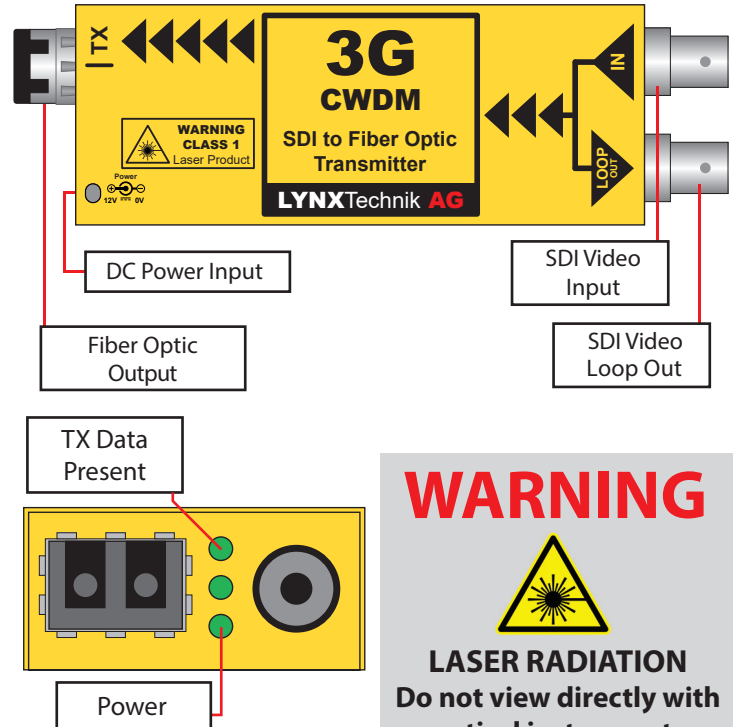 TX
3G
CWDM
SDI to Fiber Optic
Transmitter
LYNXTechnik AG
WARNING
CLASS 1
Laser Product
Power
12V
0V
IN
LOOP
OUT
DC Power Input
Fiber Optic
Output
SDI Video
Input
SDI Video
Loop Out
TX Data
Present
Power
WARNING
LASER RADIATION
Do not view directly with